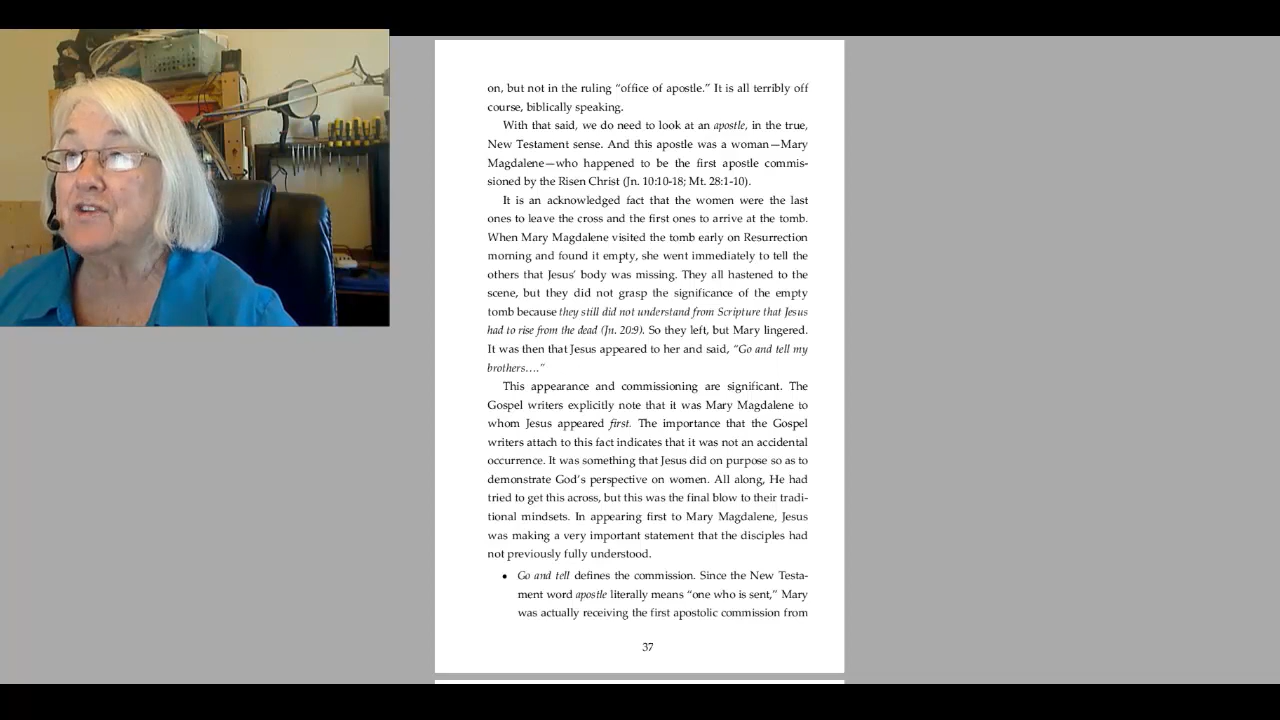 on, but not in the ruling “office of apostle.” It is all terribly off
course, biblically speaking.
With that said, we do need to look at an apostle, in the true,
New Testament sense. And this apostle was a woman—Mary
Magdalene—who happened to be the first apostle commis-
sioned by the Risen Christ (Jn. 10:10-18; Mt. 28:1-10).
It is an acknowledged fact that the women were the last
ones to leave the cross and the first ones to arrive at the tomb.
When Mary Magdalene visited the tomb early on Resurrection
morning and found it empty, she went immediately to tell the
others that Jesus’ body was missing. They all hastened to the
scene, but they did not grasp the significance of the empty
tomb because they still did not understand from Scripture that Jesus
had to rise from the dead (Jn. 20:9). So they left, but Mary lingered.
It was then that Jesus appeared to her and said, “Go and tell my
brothers….”
This appearance and commissioning are significant. The
Gospel writers explicitly note that it was Mary Magdalene to
whom Jesus appeared first. The importance that the Gospel
writers attach to this fact indicates that it was not an accidental
occurrence. It was something that Jesus did on purpose so as to
demonstrate God’s perspective on women. All along, He had
tried to get this across, but this was the final blow to their tradi-
tional mindsets. In appearing first to Mary Magdalene, Jesus
was making a very important statement that the disciples had
not previously fully understood.
• Go and tell defines the commission. Since the New Testa-
ment word apostle literally means “one who is sent,” Mary
was actually receiving the first apostolic commission from
37